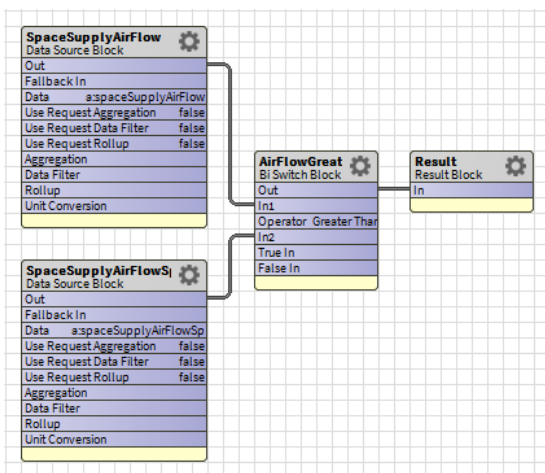 SpaceSupplyAirFlow
Data Source Block
Out
Fallback In
Data a:spaceSupplyAirFlow
Use Request Aggregation false
Use Request Data Filter false
Use Request Rollup false
Aggregation
Data Filter
Rollup
Unit Conversion
SpaceSupplyAirFlowS
Data Source Block
Out
Fallback In
Data a:spaceSupplyAirFlowSp
Use Request Aggregation false
Use Request Data Filter false
Use Request Rollup false
Aggregation
Data Filter
Rollup
Unit Conversion
AirFlowGreat
Bi Switch Block
Out
In1
Operator Greater Than
In2
True In
False In
Result
Result Block
In